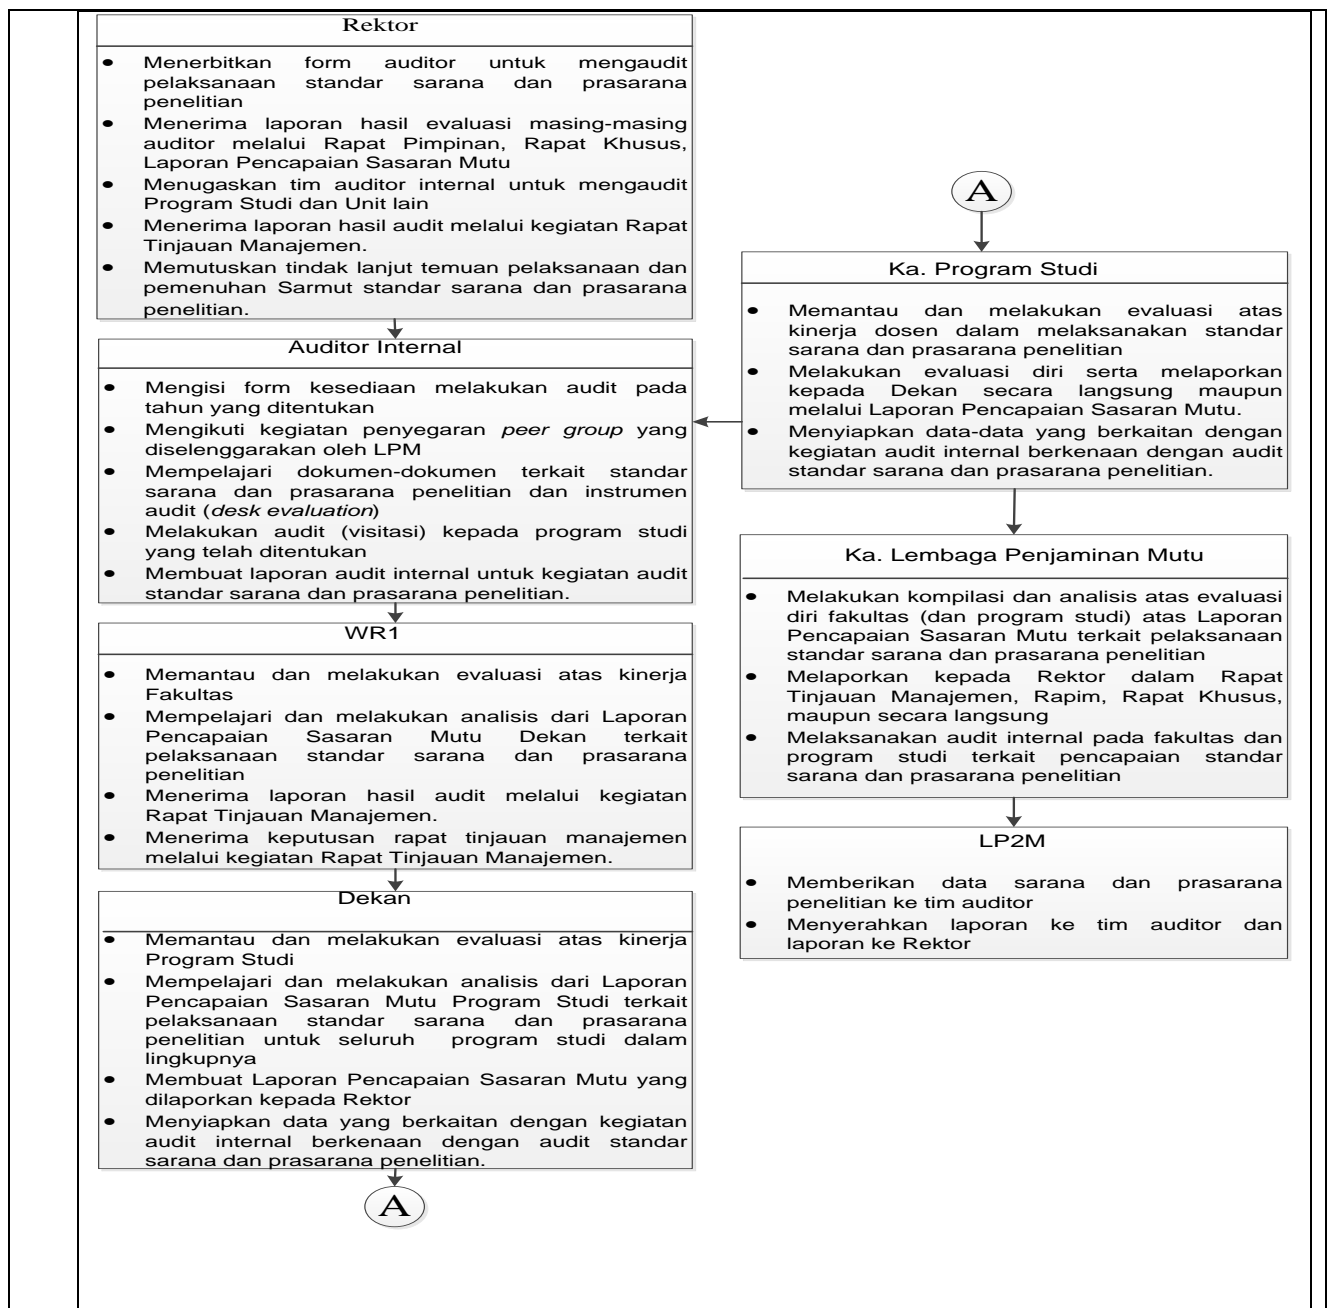 Rektor
● Menerbitkan form auditor untuk mengaudit
pelaksanaan standar sarana dan prasarana
penelitian
● Menerima laporan hasil evaluasi masing-masing
auditor melalui Rapat Pimpinan, Rapat Khusus,
Laporan Pencapaian Sasaran Mutu
● Menugaskan tim auditor internal untuk mengaudit
Program Studi dan Unit lain
● Menerima laporan hasil audit melalui kegiatan Rapat
Tinjauan Manajemen.
● Memutuskan tindak lanjut temuan pelaksanaan dan
pemenuhan Sarmut standar sarana dan prasarana
penelitian.
Auditor Internal
● Mengisi form kesediaan melakukan audit pada
tahun yang ditentukan
● Mengikuti kegiatan penyegaran peer group yang
diselenggarakan oleh LPM
● Mempelajari dokumen-dokumen terkait standar
sarana dan prasarana penelitian dan instrumen
audit (desk evaluation)
● Melakukan audit (visitasi) kepada program studi
yang telah ditentukan
● Membuat laporan audit internal untuk kegiatan audit
standar sarana dan prasarana penelitian.
WR1
● Memantau dan melakukan evaluasi atas kinerja
Fakultas
● Mempelajari dan melakukan analisis dari Laporan
Pencapaian Sasaran Mutu Dekan terkait
pelaksanaan standar sarana dan prasarana
penelitian
● Menerima laporan hasil audit melalui kegiatan
Rapat Tinjauan Manajemen.
● Menerima keputusan rapat tinjauan manajemen
melalui kegiatan Rapat Tinjauan Manajemen.
Dekan
● Memantau dan melakukan evaluasi atas kinerja
Program Studi
● Mempelajari dan melakukan analisis dari Laporan
Pencapaian Sasaran Mutu Program Studi terkait
pelaksanaan standar sarana dan prasarana
penelitian untuk seluruh program studi dalam
lingkupnya
● Membuat Laporan Pencapaian Sasaran Mutu yang
dilaporkan kepada Rektor
● Menyiapkan data yang berkaitan dengan kegiatan
audit internal berkenaan dengan audit standar
sarana dan prasarana penelitian.
A
A
Ka. Program Studi
● Memantau dan melakukan evaluasi atas
kinerja dosen dalam melaksanakan standar
sarana dan prasarana penelitian
● Melakukan evaluasi diri serta melaporkan
kepada Dekan secara langsung maupun
melalui Laporan Pencapaian Sasaran Mutu.
● Menyiapkan data-data yang berkaitan dengan
kegiatan audit internal berkenaan dengan audit
standar sarana dan prasarana penelitian.
Ka. Lembaga Penjaminan Mutu
● Melakukan kompilasi dan analisis atas evaluasi
diri fakultas (dan program studi) atas Laporan
Pencapaian Sasaran Mutu terkait pelaksanaan
standar sarana dan prasarana penelitian
● Melaporkan kepada Rektor dalam Rapat
Tinjauan Manajemen, Rapim, Rapat Khusus,
maupun secara langsung
● Melaksanakan audit internal pada fakultas dan
program studi terkait pencapaian standar
sarana dan prasarana penelitian
LP2M
● Memberikan data sarana dan prasarana
penelitian ke tim auditor
● Menyerahkan laporan ke tim auditor dan
laporan ke Rektor